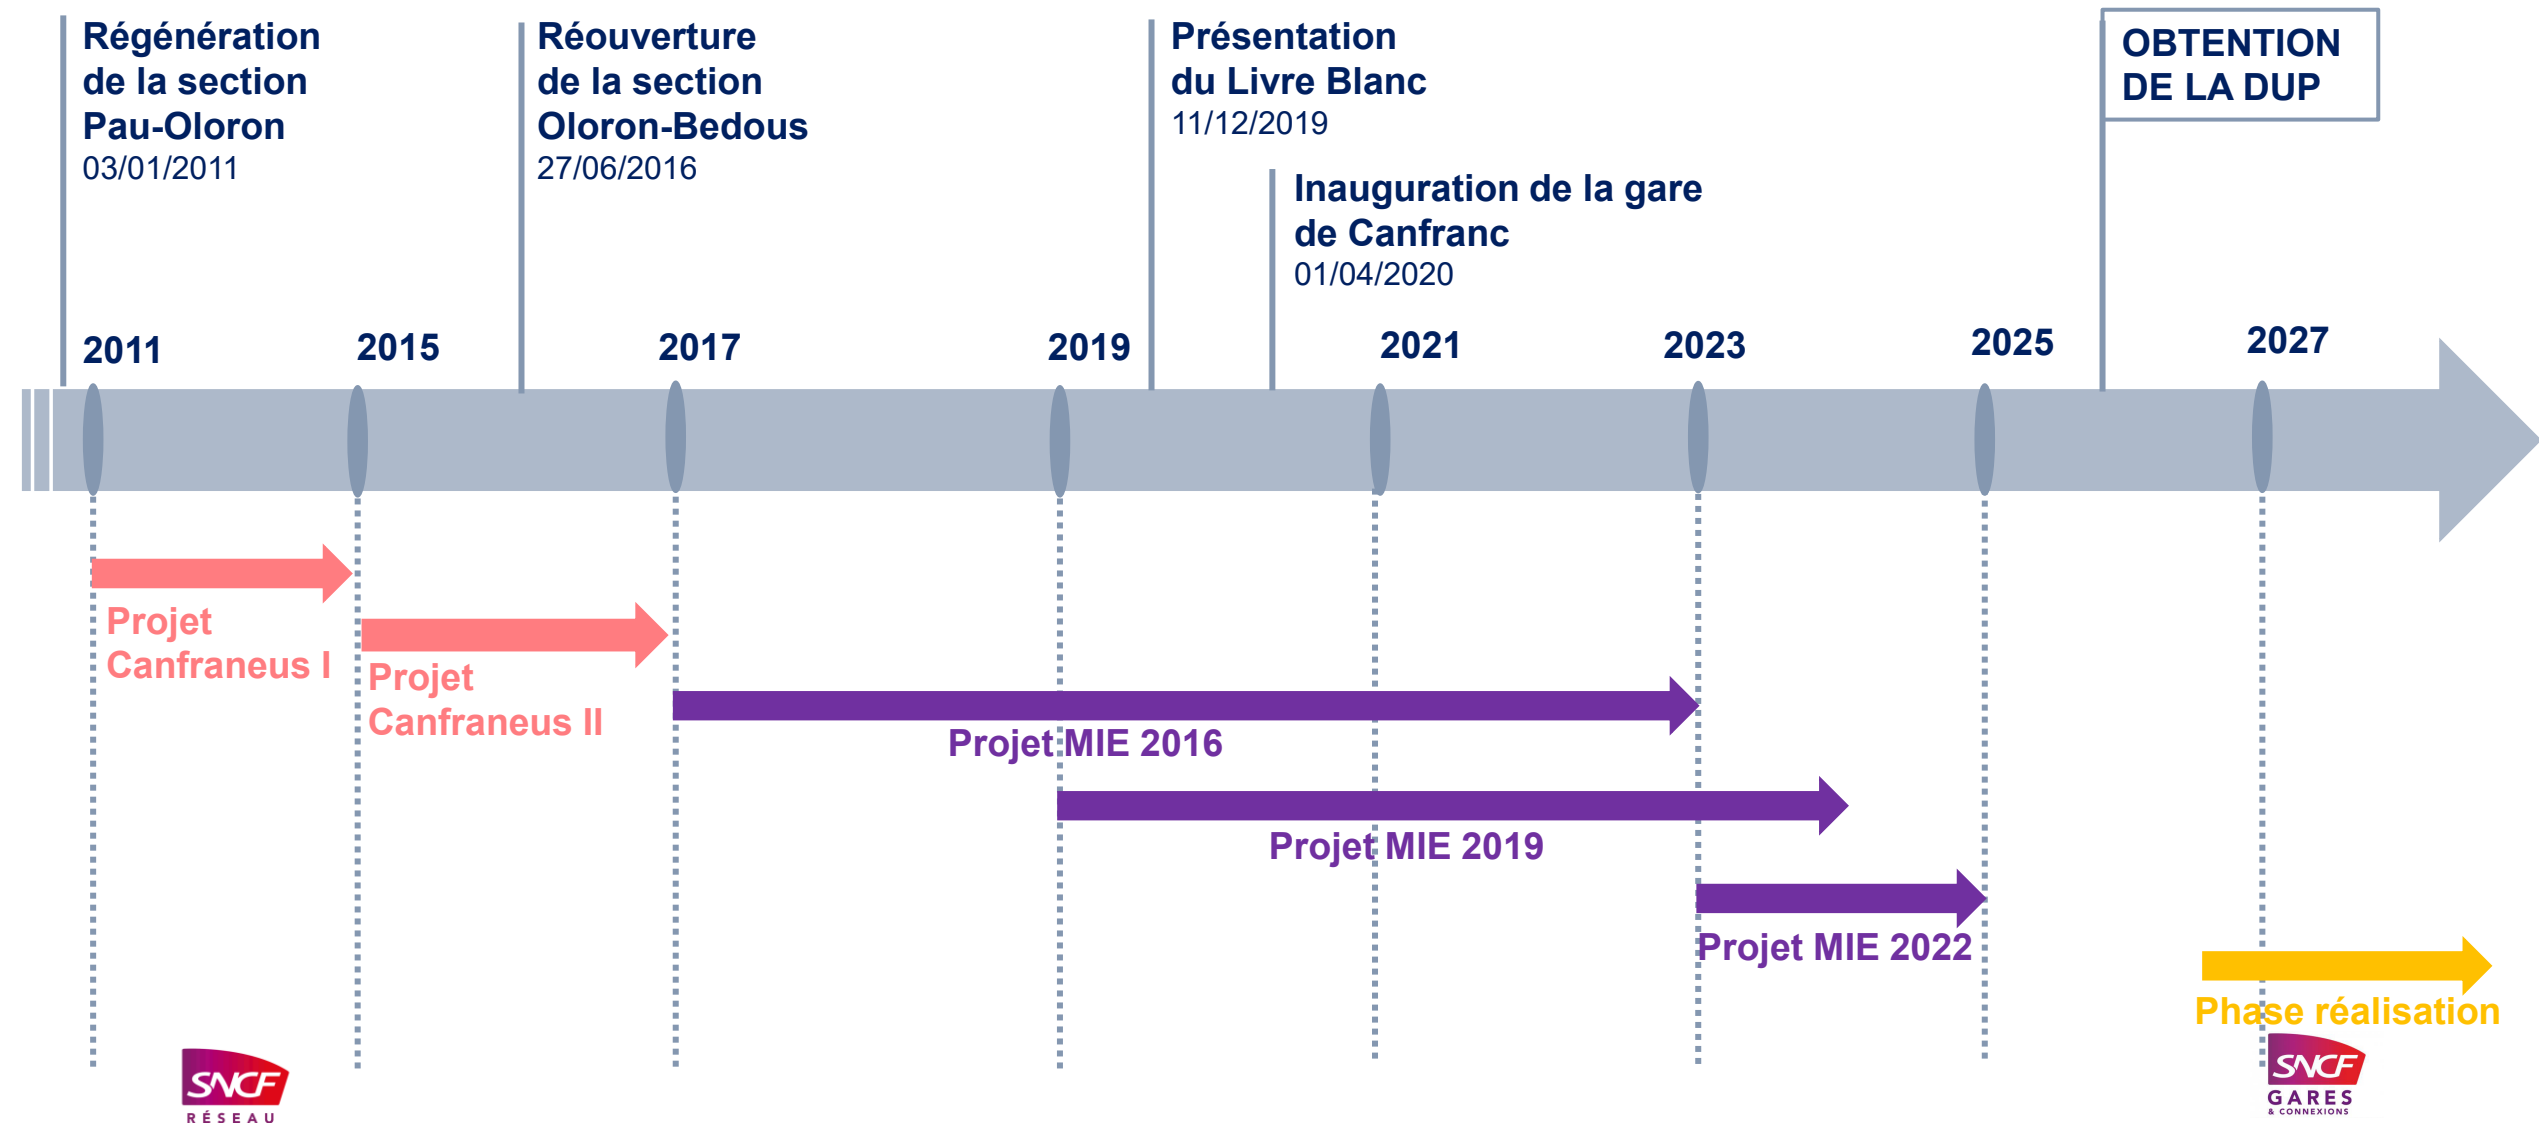 Régénération
de la section
Pau-Oloron
03/01/2011
Réouverture
de la section
Oloron-Bedous
27/06/2016
Présentation
du Livre Blanc
11/12/2019
Inauguration de la gare
de Canfranc
01/04/2020
OBTENTION
DE LA DUP
2011
2015
2017
2019
2021
2023
2025
2027
Projet
Canfraneus I
Projet
Canfraneus II
Projet MIE 2016
Projet MIE 2019
Projet MIE 2022
Phase réalisation
SNCF
RÉSEAU
SNCF
GARES
& CONNEXIONS